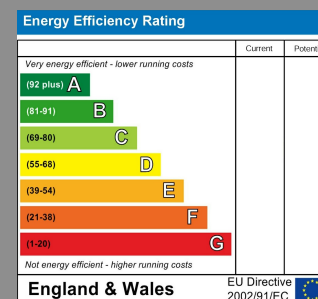 Energy Efficiency Rating
Current Potenti
Very energy efficient - lower running costs
(92 plus) A
(81-91) B
(69-80) C
(55-68) D
(39-54) E
(21-38) F
(1-20) G
Not energy efficient - higher running costs
England & Wales
EU Directive
2002/91/EC